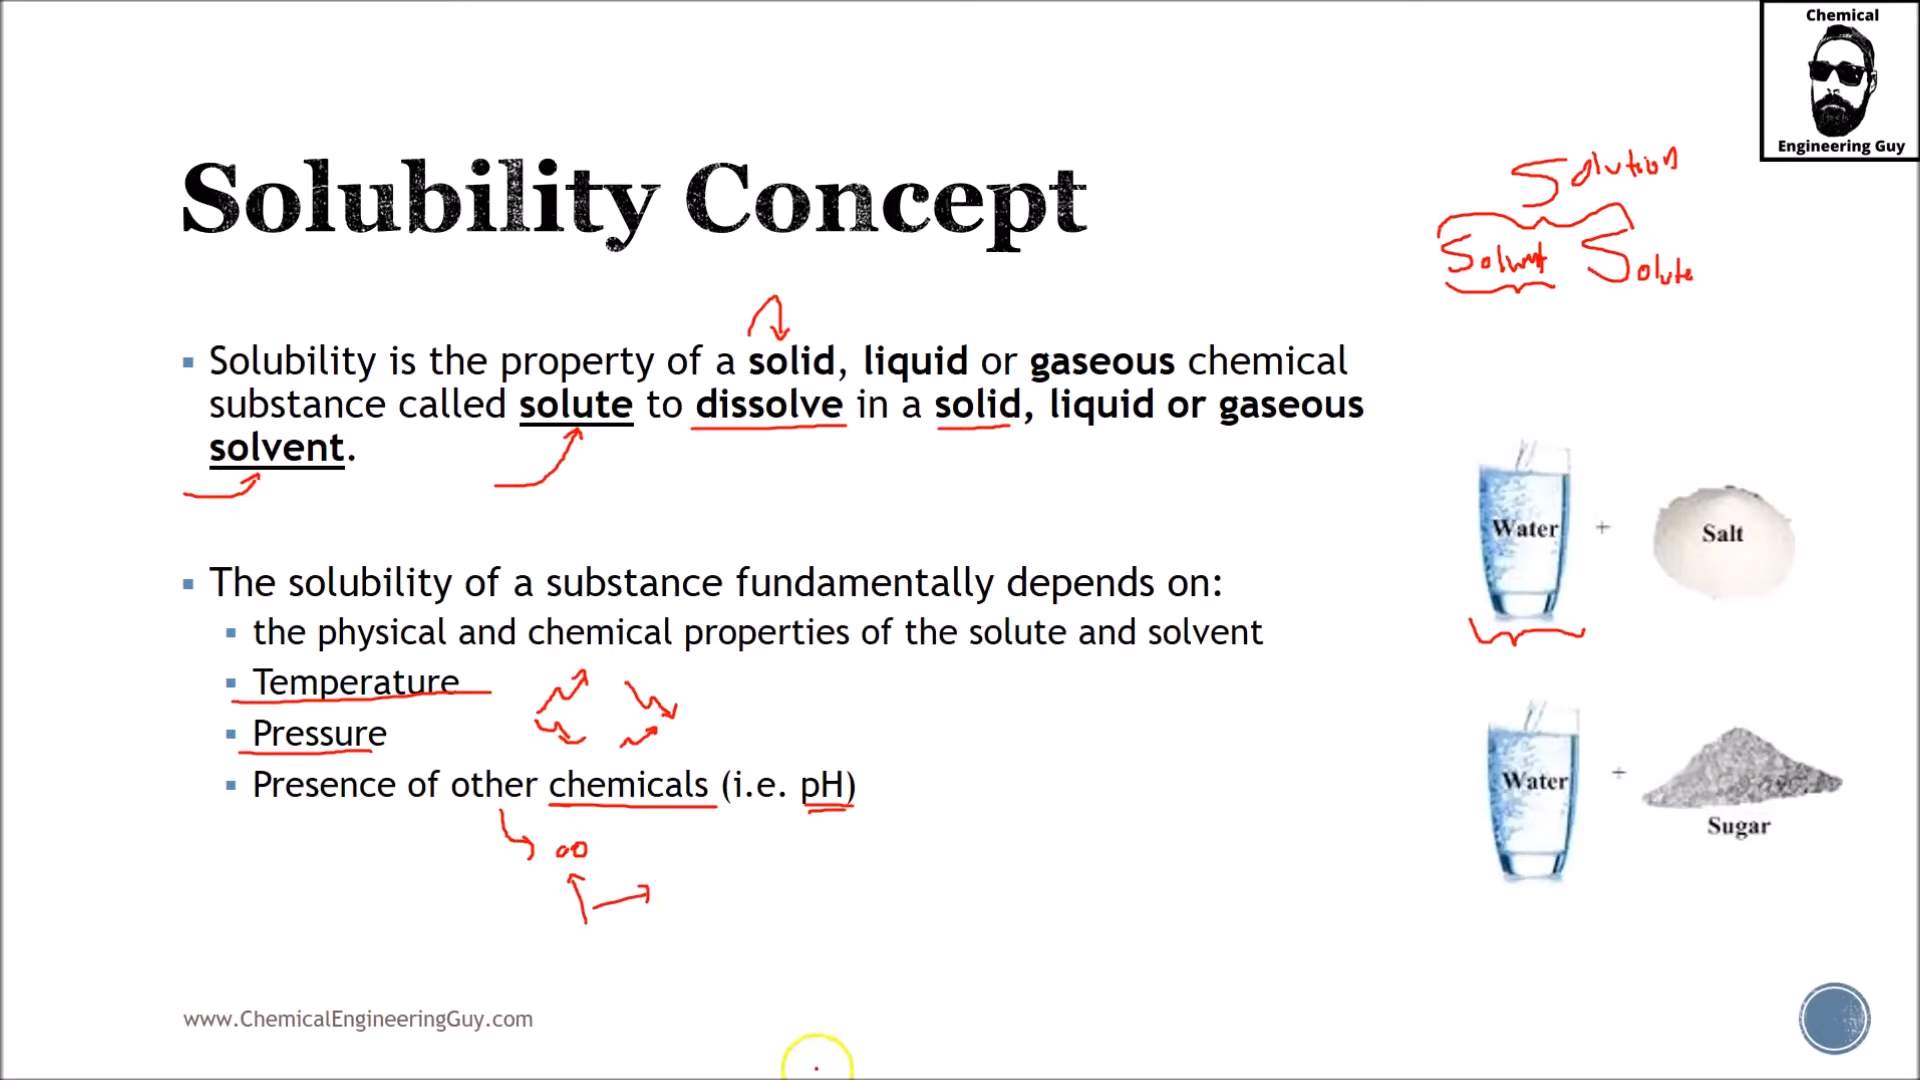 Chemical
Engineering Guy
Solution
Solvent Solute
Solubility Concept
Solubility is the property of a solid, liquid or gaseous chemical
substance called solute to dissolve in a solid, liquid or gaseous
solvent.
The solubility of a substance fundamentally depends on:
the physical and chemical properties of the solute and solvent
Temperature
Pressure
Presence of other chemicals (i.e. pH)
Water + Salt
Water + 
Sugar
www.ChemicalEngineeringGuy.com